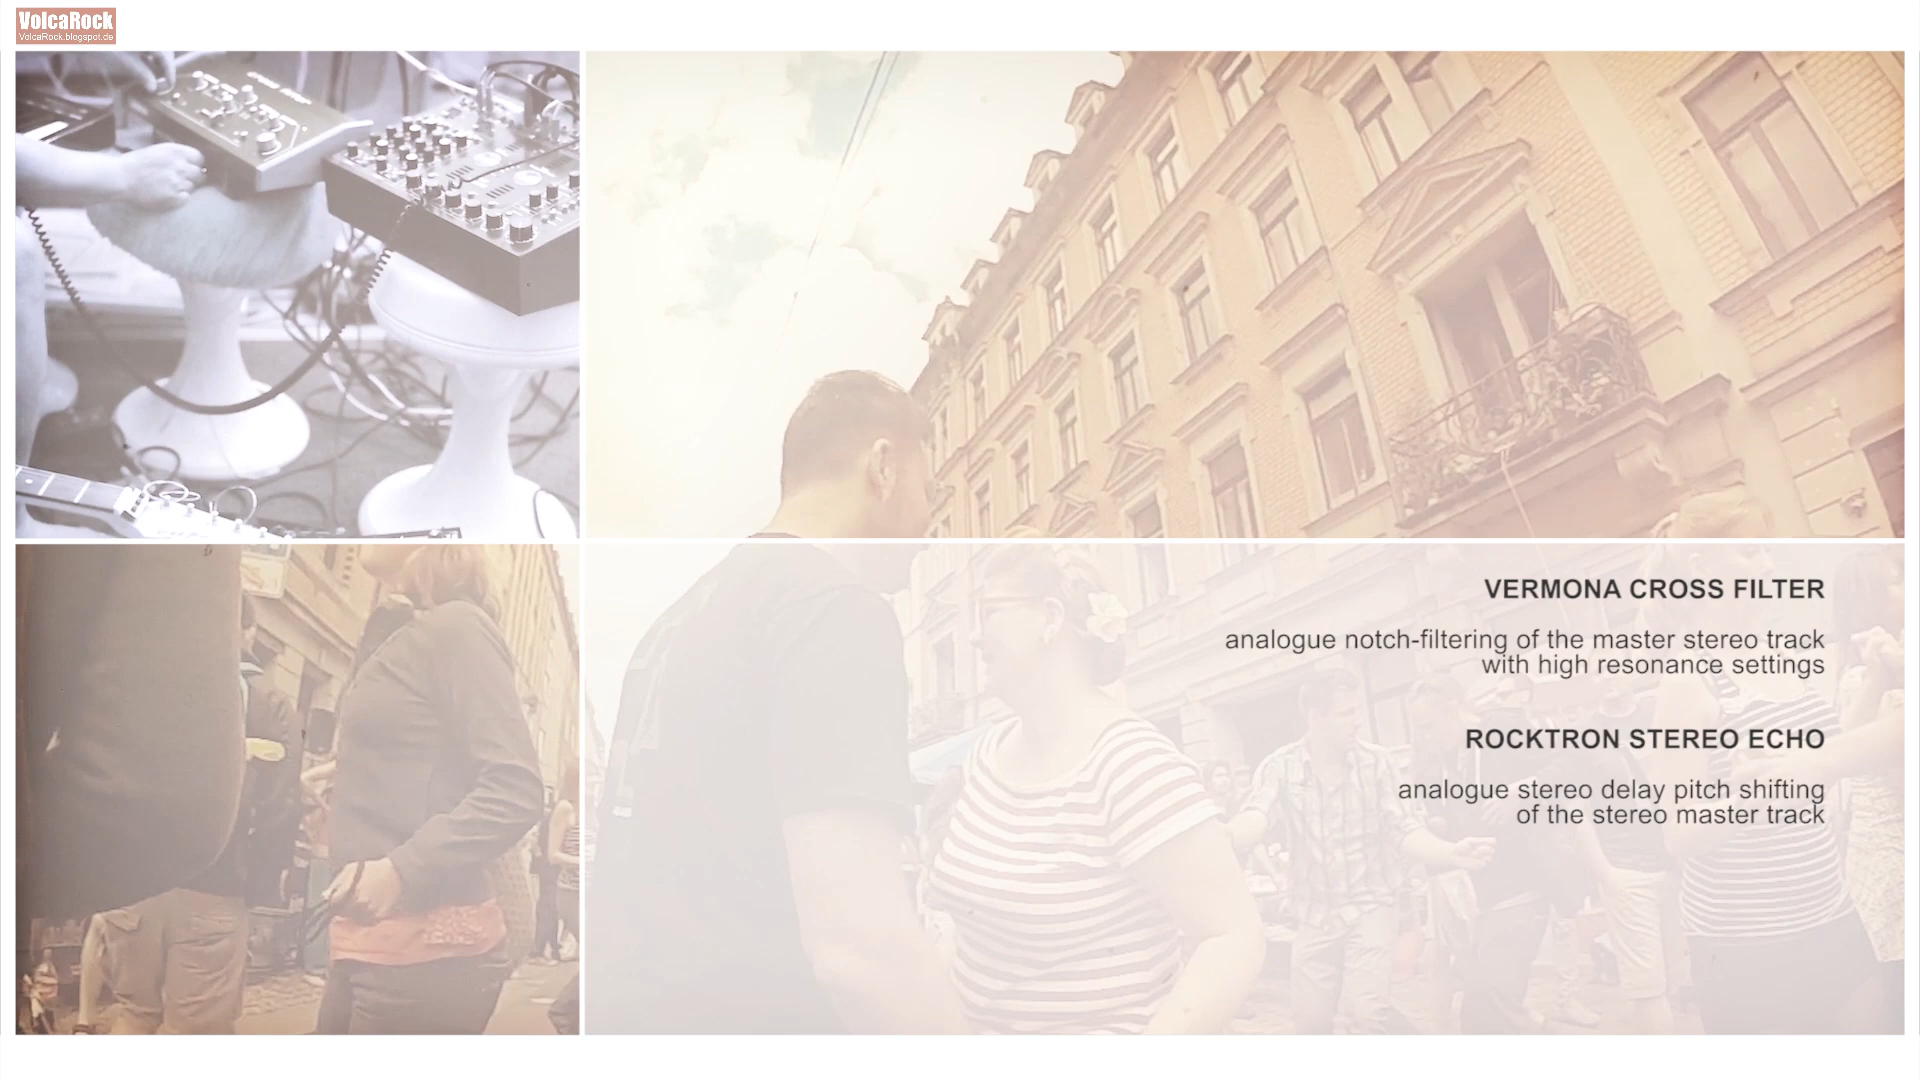 VolcaRock
VolcaRock.blogspot.de
VERMONA CROSS FILTER
analogue notch-filtering of the master stereo track
with high resonance settings
ROCKTRON STEREO ECHO
analogue stereo delay pitch shifting
of the stereo master track